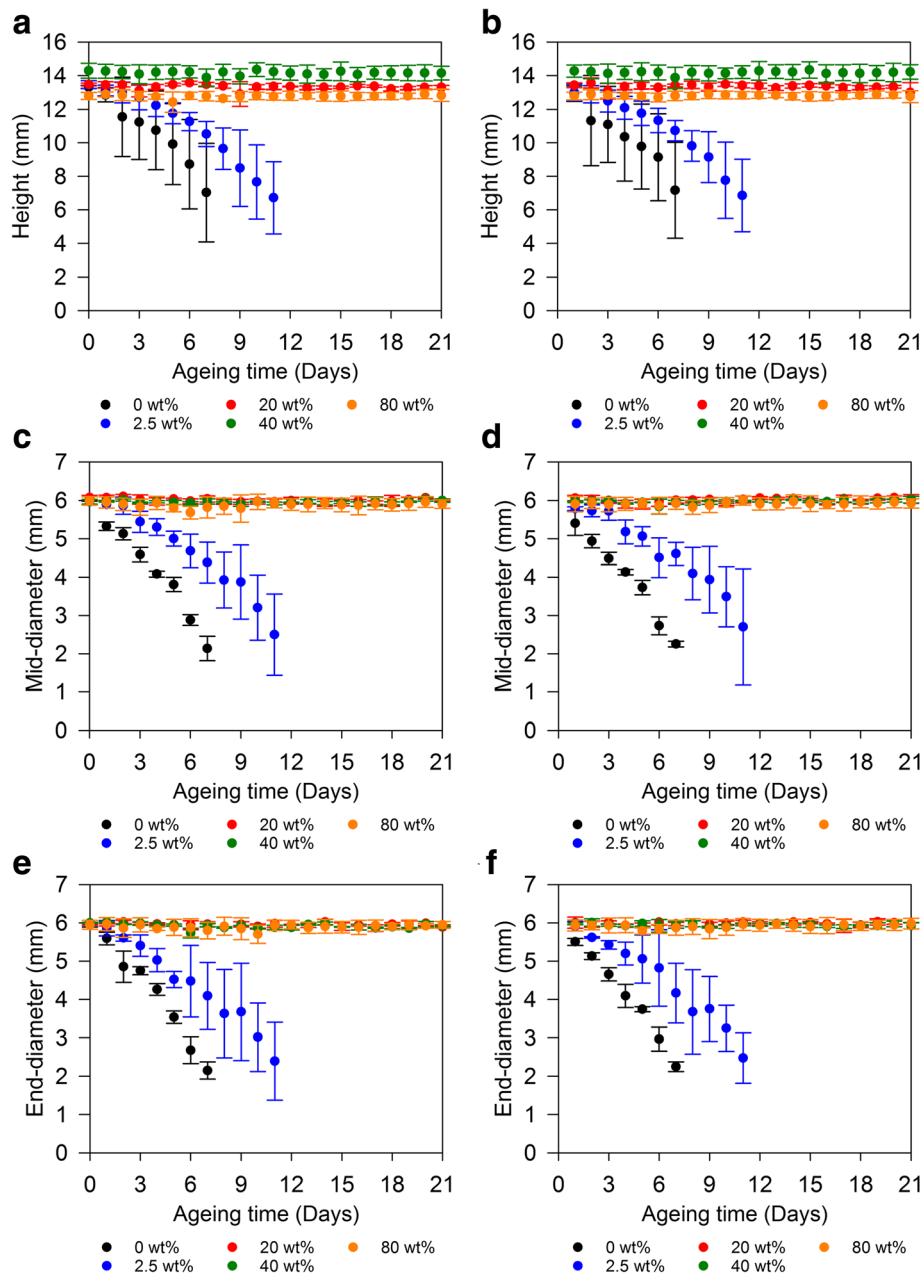 a
b
16
14
12
10
8
6
4
2
0
Height (mm)
0 3 6 9 12 15 18 21
Ageing time (Days)
0 wt% 20 wt% 80 wt%
2.5 wt% 40 wt%
16
14
12
10
8
6
4
2
0
Height (mm)
0 3 6 9 12 15 18 21
Ageing time (Days)
0 wt% 20 wt% 80 wt%
2.5 wt% 40 wt%
c
d
7
6
5
4
3
2
1
0
Mid-diameter (mm)
0 3 6 9 12 15 18 21
Ageing time (Days)
0 wt% 20 wt% 80 wt%
2.5 wt% 40 wt%
7
6
5
4
3
2
1
0
Mid-diameter (mm)
0 3 6 9 12 15 18 21
Ageing time (Days)
0 wt% 20 wt% 80 wt%
2.5 wt% 40 wt%
e
f
7
6
5
4
3
2
1
0
End-diameter (mm)
0 3 6 9 12 15 18 21
Ageing time (Days)
0 wt% 20 wt% 80 wt%
2.5 wt% 40 wt%
7
6
5
4
3
2
1
0
End-diameter (mm)
0 3 6 9 12 15 18 21
Ageing time (Days)
0 wt% 20 wt% 80 wt%
2.5 wt% 40 wt%